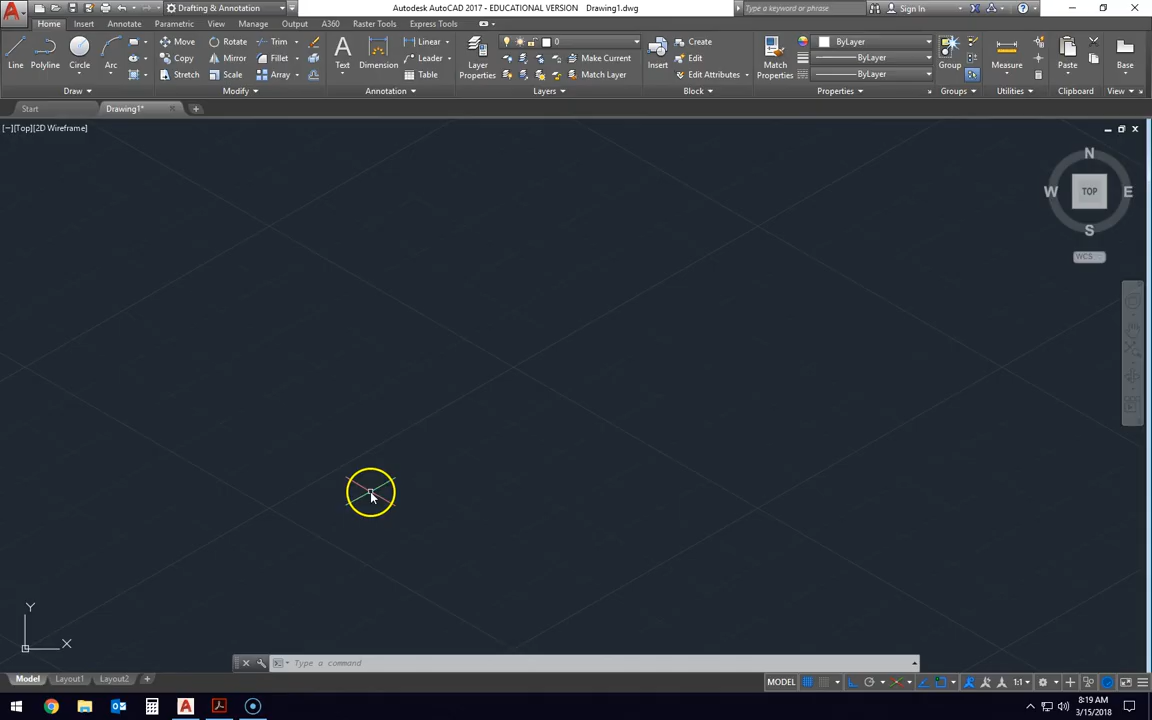 Drafting & Annotation
Autodesk AutoCAD 2017 - EDUCATIONAL VERSION Drawing1.dwg
Type a keyword or phrase
Sign In
Home Insert Annotate Parametric View Manage Output A360 Raster Tools Express Tools
Move Rotate Trim Linear 0 Create ByLayer
Line Polyline Circle Arc Copy Mirror Fillet Text Dimension Leader Layer Properties Make Current Insert Edit Match Properties ByLayer Group Measure Paste Base
Stretch Scale Array Table Match Layer Edit Attributes ByLayer
Draw Modify Annotation Layers Block Properties Groups Utilities Clipboard View
Start Drawing1*
[−][Top][2D Wireframe]
N
W TOP E
S
WCS
Y
X
Type a command
Model Layout1 Layout2
MODEL 1:1
8:19 AM
3/15/2018